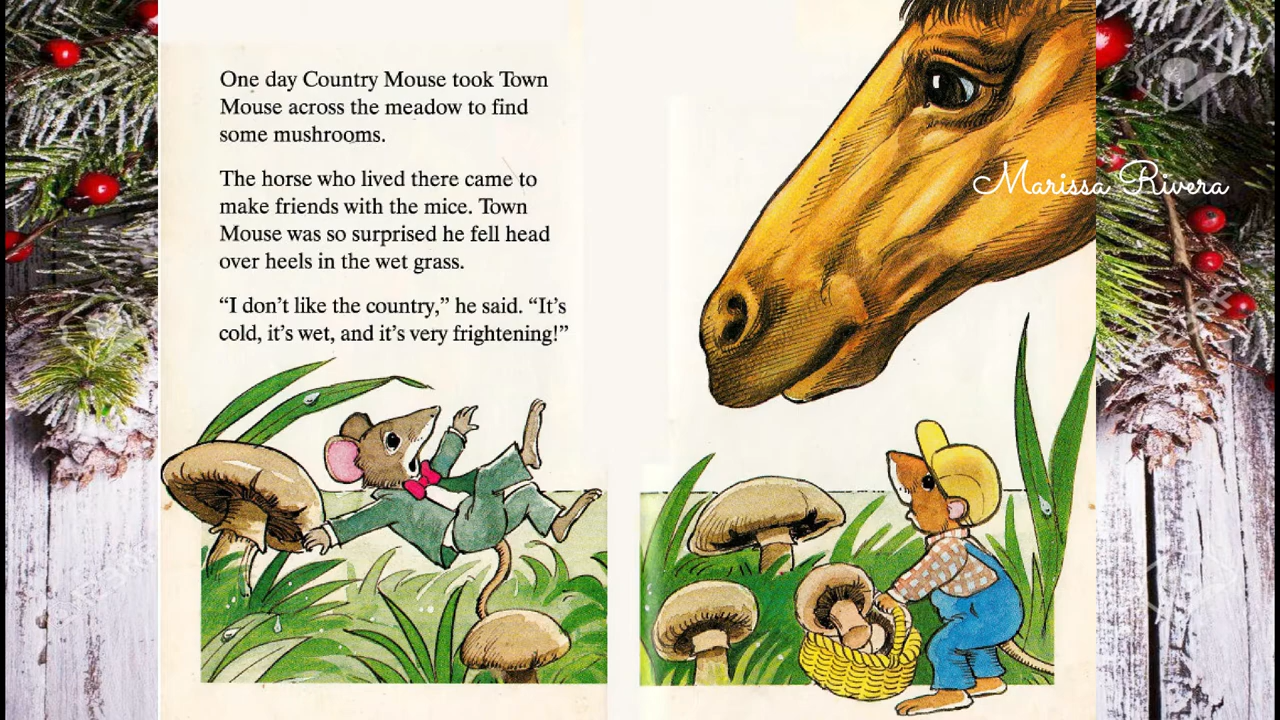 One day Country Mouse took Town
Mouse across the meadow to find
some mushrooms.
The horse who lived there came to
make friends with the mice. Town
Mouse was so surprised he fell head
over heels in the wet grass.
“I don’t like the country,” he said. “It’s
cold, it’s wet, and it’s very frightening!”
Marissa Rivera